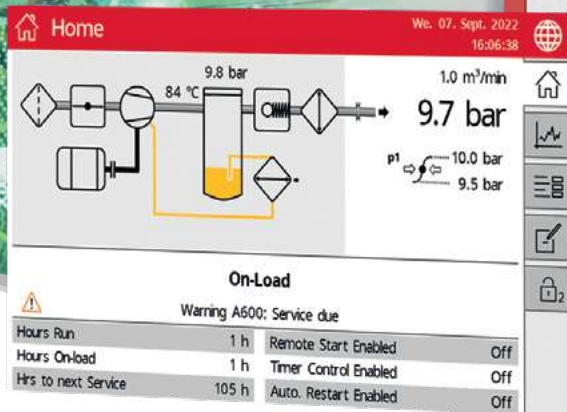 Home
We. 07. Sept. 2022
16:06:38
9.8 bar
84 °C
1.0 m³/min
9.7 bar
p1
10.0 bar
9.5 bar
On-Load
Warning A600: Service due
Hours Run 1 h
Hours On-load 1 h
Hrs to next Service 105 h
Remote Start Enabled Off
Timer Control Enabled Off
Auto. Restart Enabled Off
2